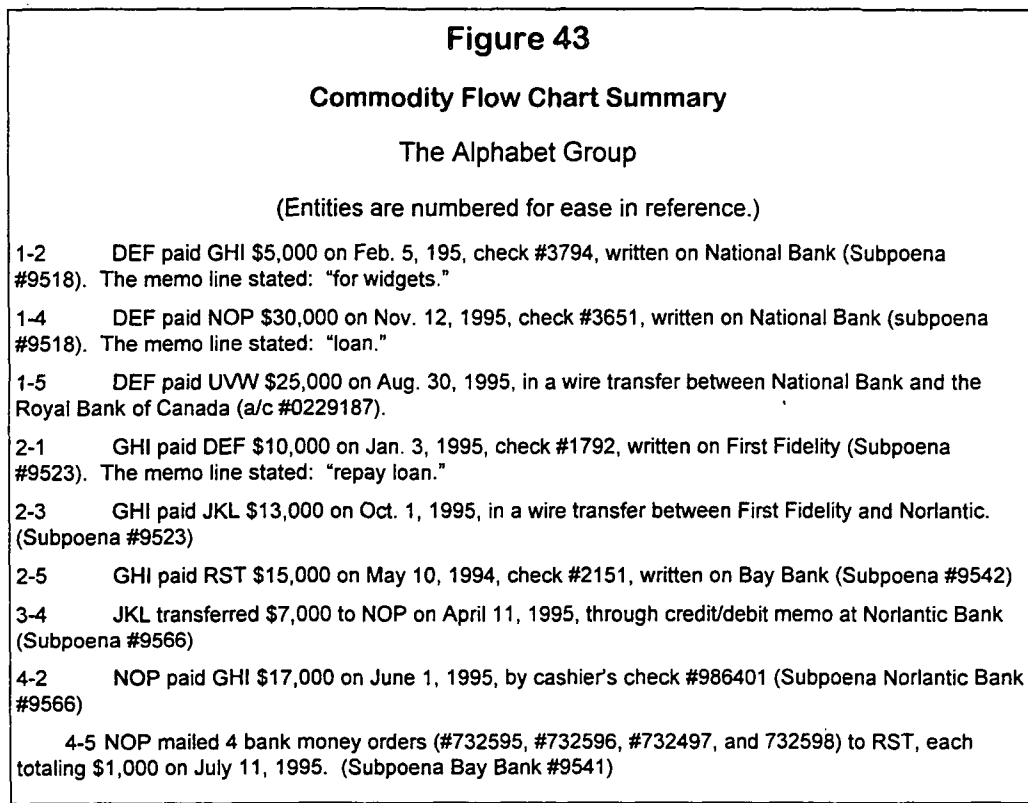 Figure 43
Commodity Flow Chart Summary
The Alphabet Group
(Entities are numbered for ease in reference.)
1-2 DEF paid GHI $5,000 on Feb. 5, 195, check #3794, written on National Bank (Subpoena
#9518). The memo line stated: "for widgets."
1-4 DEF paid NOP $30,000 on Nov. 12, 1995, check #3651, written on National Bank (subpoena
#9518). The memo line stated: "loan."
1-5 DEF paid UVW $25,000 on Aug. 30, 1995, in a wire transfer between National Bank and the
Royal Bank of Canada (a/c #0229187).
2-1 GHI paid DEF $10,000 on Jan. 3, 1995, check #1792, written on First Fidelity (Subpoena
#9523). The memo line stated: "repay loan."
2-3 GHI paid JKL $13,000 on Oct. 1, 1995, in a wire transfer between First Fidelity and Norlantic.
(Subpoena #9523)
2-5 GHI paid RST $15,000 on May 10, 1994, check #2151, written on Bay Bank (Subpoena #9542)
3-4 JKL transferred $7,000 to NOP on April 11, 1995, through credit/debit memo at Norlantic Bank
(Subpoena #9566)
4-2 NOP paid GHI $17,000 on June 1, 1995, by cashier's check #986401 (Subpoena Norlantic Bank
#9566)
4-5 NOP mailed 4 bank money orders (#732595, #732596, #732497, and 732598) to RST, each
totaling $1,000 on July 11, 1995. (Subpoena Bay Bank #9541)